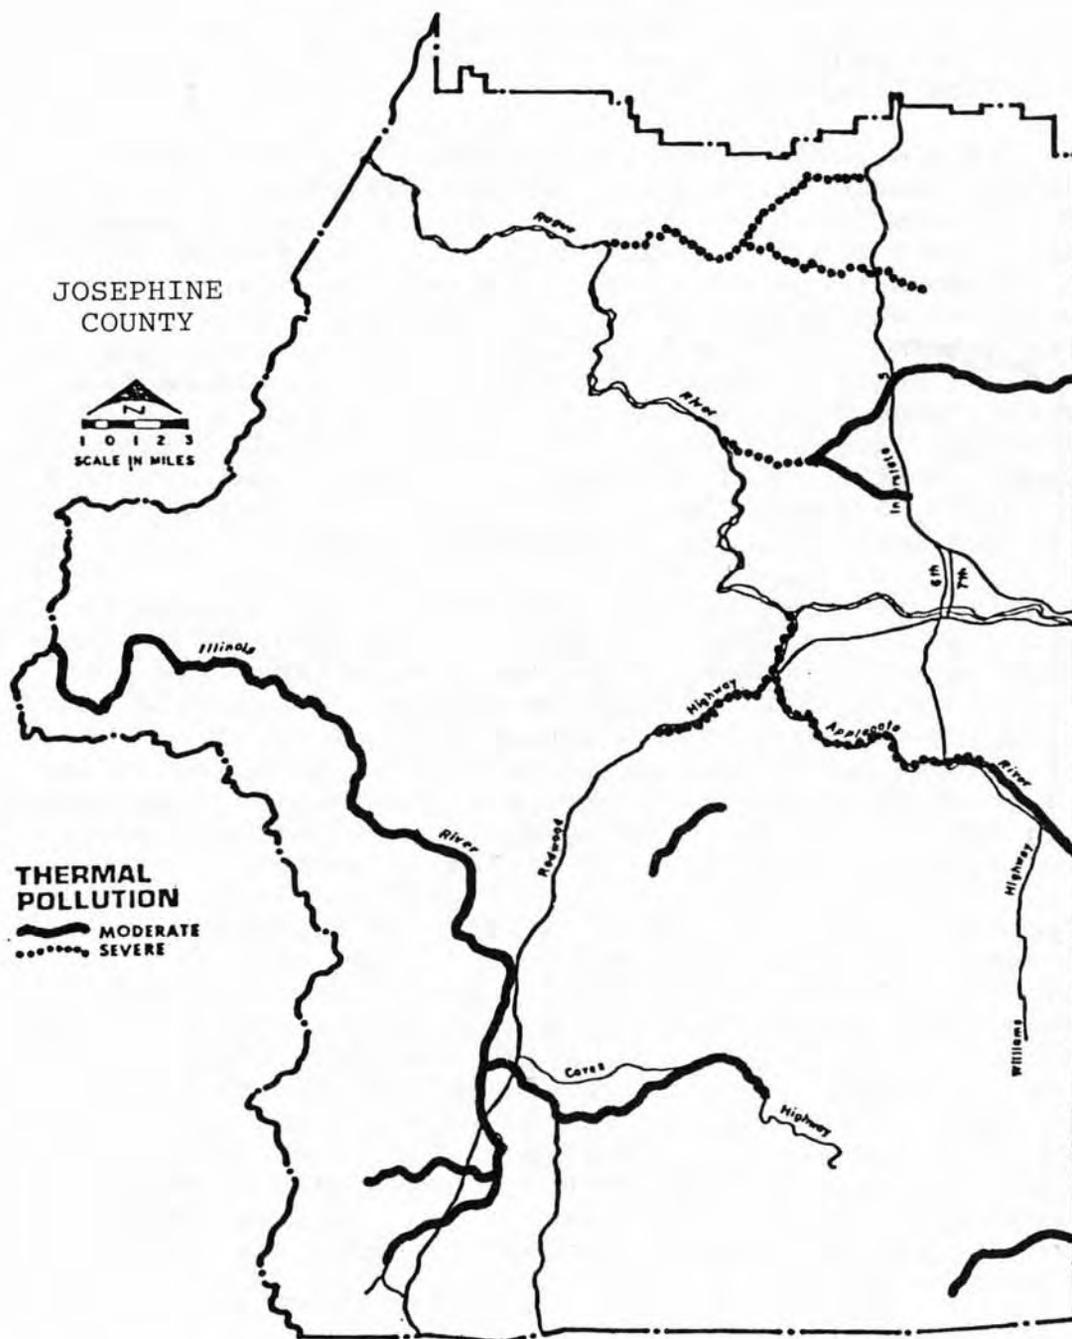 JOSEPHINE
COUNTY
N
1 0 1 2 3
SCALE IN MILES
Rogue
River
5
Interstate
6th
7th
Illinois
River
Highway
Redwood
Applegate
River
Highway
Williams
Caves
Highway
THERMAL
POLLUTION
MODERATE
SEVERE